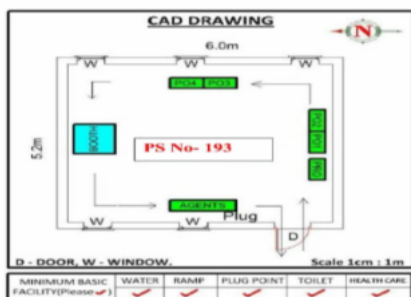 CAD DRAWING
6.0m
N
W W W
PO4 PO3
5.2m
BOOTH
PO2
PO1
PRO
PS No- 193
AGENTS
Plug
W W
D
D - DOOR, W - WINDOW. Scale 1cm : 1m
MINIMUM BASIC FACILITY(Please ✓) WATER RAMP PLUG POINT TOILET HEALTH CARE
✓ ✓ ✓ ✓ ✓